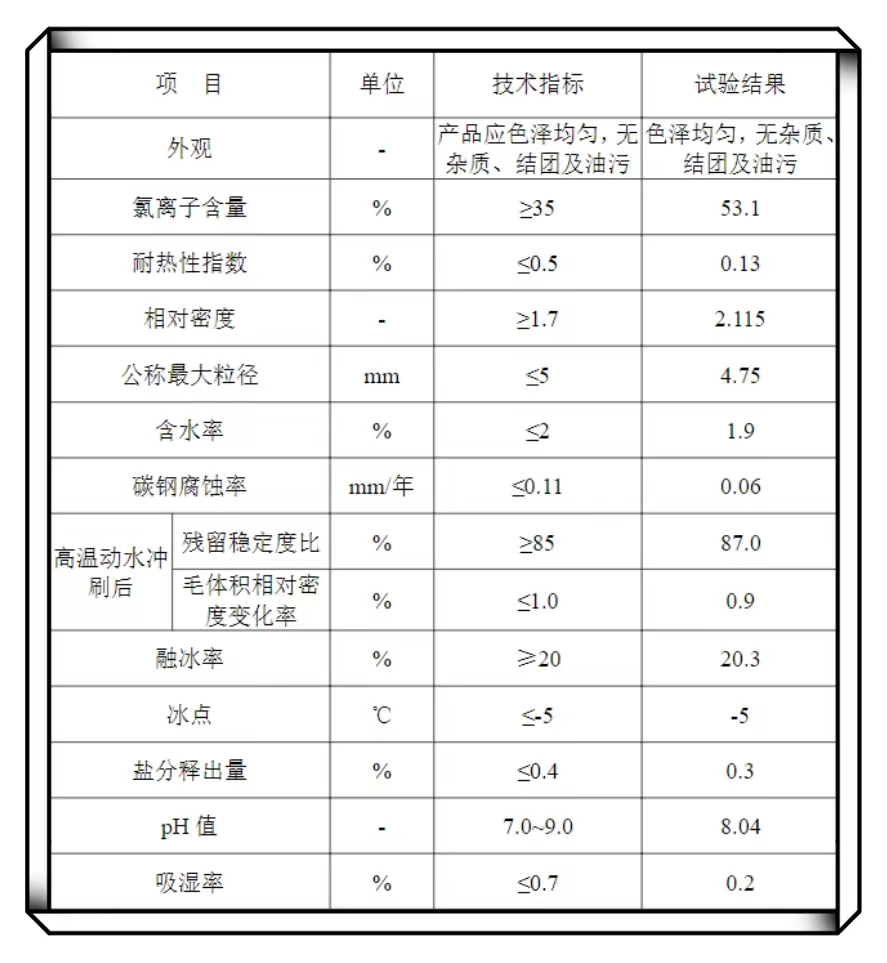 项 目 单位 技术指标 试验结果
外观 - 产品应色泽均匀，无杂质、结团及油污 色泽均匀，无杂质、结团及油污
氯离子含量 % ≥35 53.1
耐热性指数 % ≤0.5 0.13
相对密度 - ≥1.7 2.115
公称最大粒径 mm ≤5 4.75
含水率 % ≤2 1.9
碳钢腐蚀率 mm/年 ≤0.11 0.06
高温动水冲刷后 残留稳定度比 % ≥85 87.0
毛体积相对密度变化率 % ≤1.0 0.9
融冰率 % ≥20 20.3
冰点 ℃ ≤-5 -5
盐分释出量 % ≤0.4 0.3
pH 值 - 7.0~9.0 8.04
吸湿率 % ≤0.7 0.2